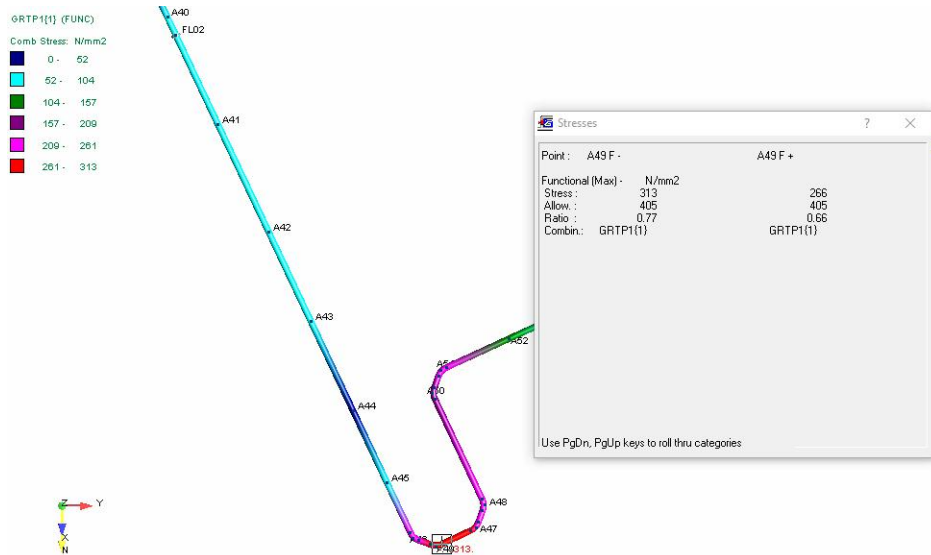 GRTP1{1} (FUNC)
Comb Stress: N/mm2
0 - 52
52 - 104
104 - 157
157 - 209
209 - 261
261 - 313
A40
FL02
A41
A42
A43
A44
A45
A47
A48
A52
313.
Z
Y
X
N
Stresses
?
Point : A49 F - A49 F +
Functional (Max) - N/mm2
Stress : 313 266
Allow. : 405 405
Ratio : 0.77 0.66
Combin.: GRTP1{1} GRTP1{1}
Use PgDn, PgUp keys to roll thru categories